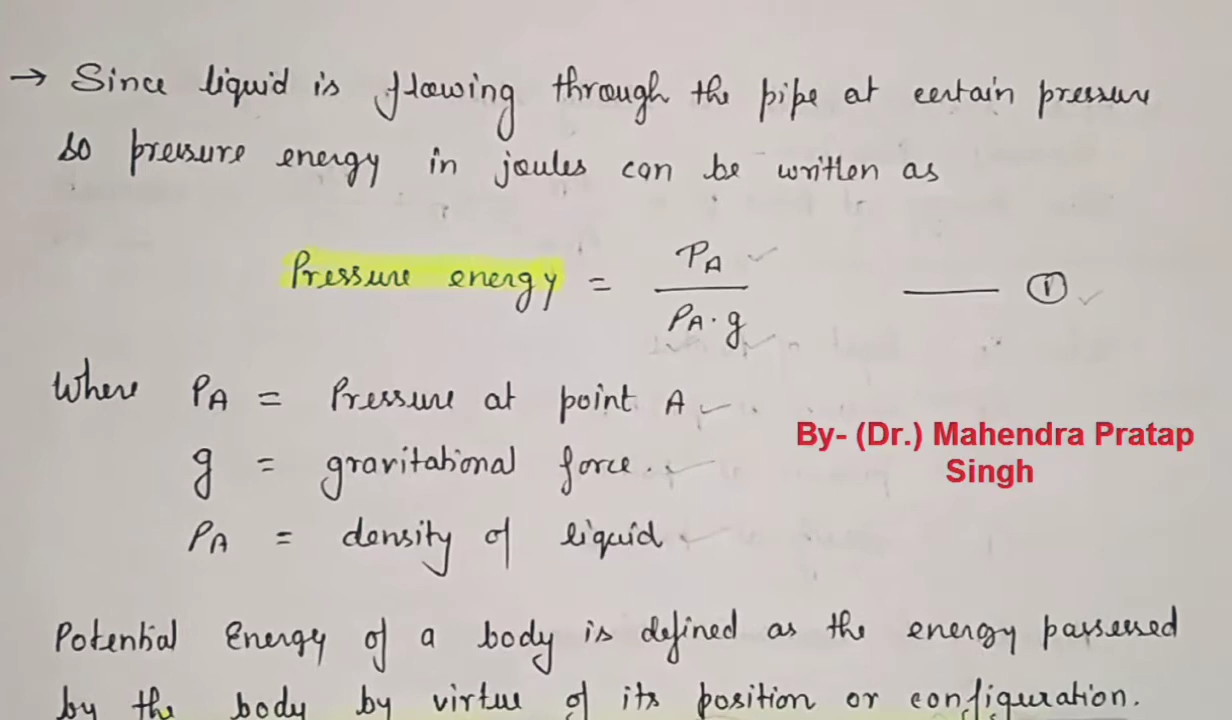 → Since liquid is flowing through the pipe at certain pressure
so pressure energy in joules can be written as
Pressure energy = PA / ρA · g —— ①
Where PA = Pressure at point A
g = gravitational force.
ρA = density of liquid
By- (Dr.) Mahendra Pratap
Singh
Potential Energy of a body is defined as the energy possessed
by the body by virtue of its position or configuration.